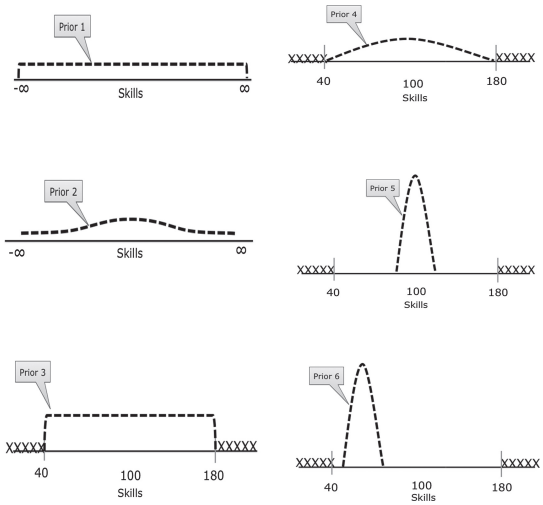 Prior 1
-∞
∞
Skills
Prior 2
-∞
∞
Skills
Prior 3
XXXXX
XXXXX
40
100
180
Skills
Prior 4
XXXXX
XXXXX
40
100
180
Skills
Prior 5
XXXXX
XXXXX
40
100
180
Skills
Prior 6
XXXXX
XXXXX
40
100
180
Skills